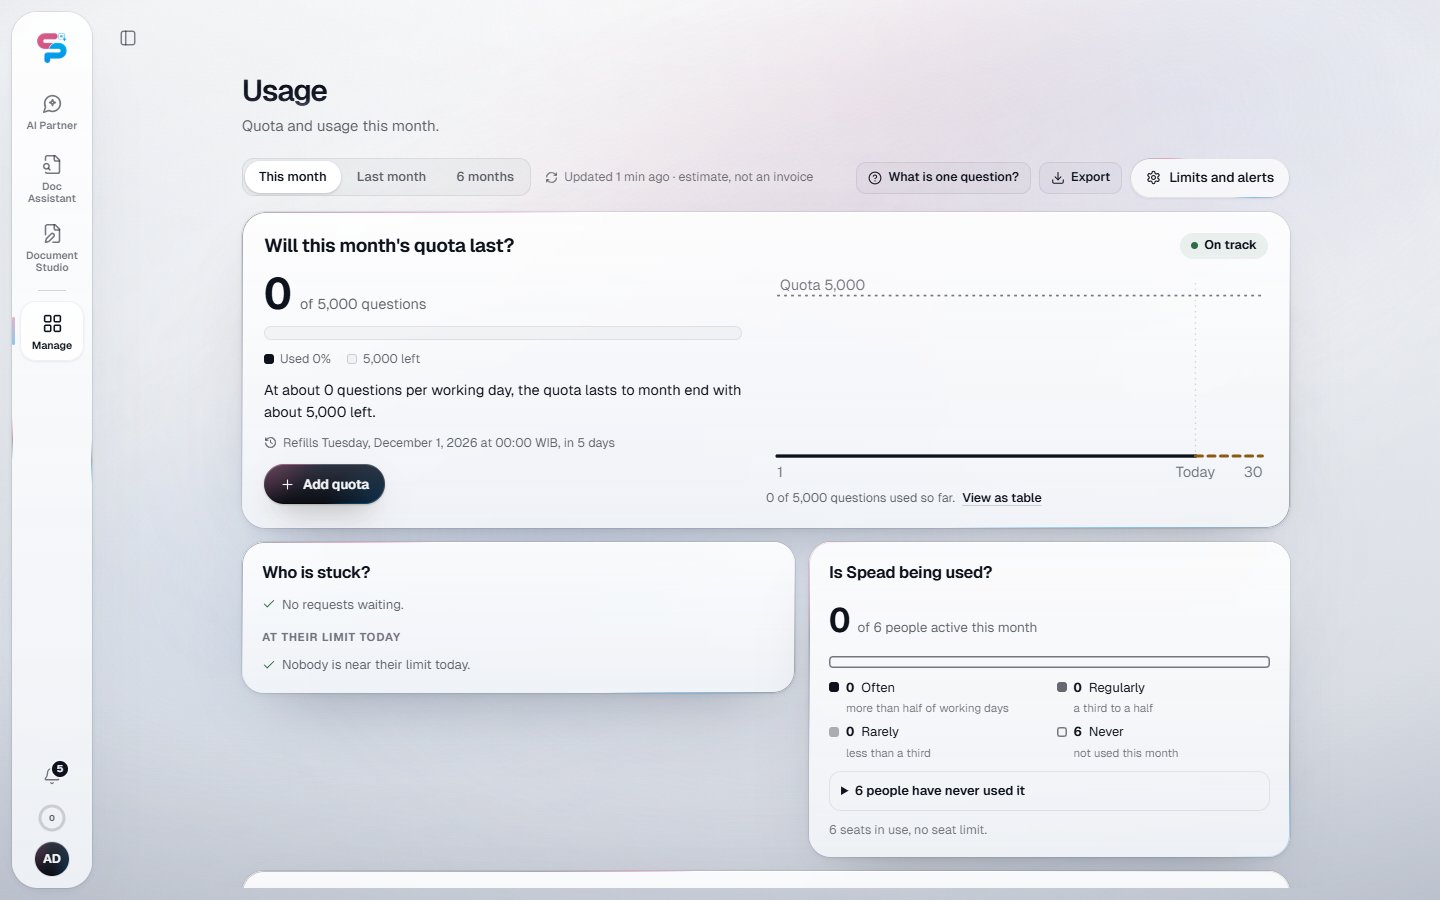 AI Partner
Doc
Assistant
Document
Studio
Manage
5
0
AD
Usage
Quota and usage this month.
This month
Last month
6 months
Updated 1 min ago · estimate, not an invoice
What is one question?
Export
Limits and alerts
Will this month's quota last?
On track
0 of 5,000 questions
Used 0%
5,000 left
At about 0 questions per working day, the quota lasts to month end with
about 5,000 left.
Refills Tuesday, December 1, 2026 at 00:00 WIB, in 5 days
+ Add quota
Quota 5,000
1
Today
30
0 of 5,000 questions used so far. View as table
Who is stuck?
No requests waiting.
AT THEIR LIMIT TODAY
Nobody is near their limit today.
Is Spead being used?
0 of 6 people active this month
0 Often
more than half of working days
0 Regularly
a third to a half
0 Rarely
less than a third
6 Never
not used this month
6 people have never used it
6 seats in use, no seat limit.